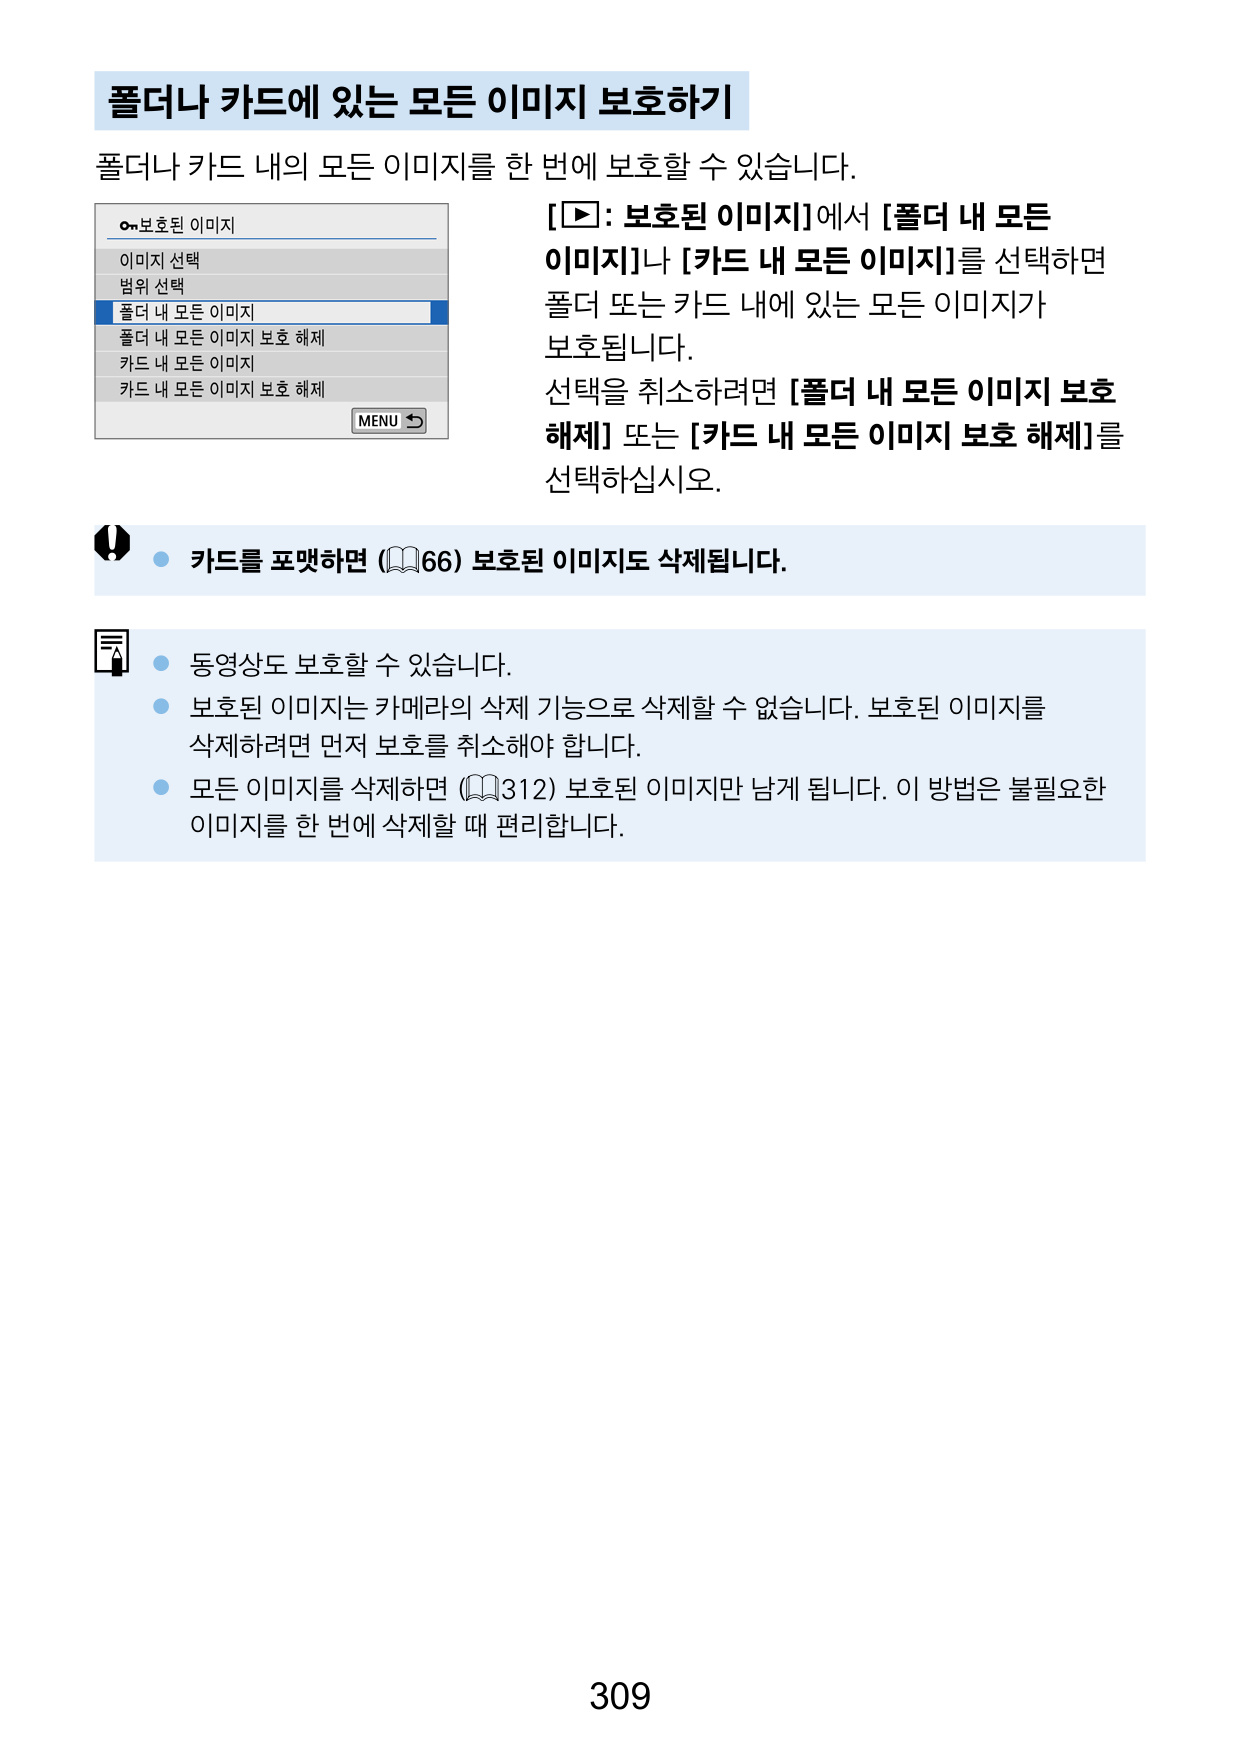 폴더나 카드에 있는 모든 이미지 보호하기
폴더나 카드 내의 모든 이미지를 한 번에 보호할 수 있습니다.
보호된 이미지
이미지 선택
범위 선택
폴더 내 모든 이미지
폴더 내 모든 이미지 보호 해제
카드 내 모든 이미지
카드 내 모든 이미지 보호 해제
MENU
[▶: 보호된 이미지]에서 [폴더 내 모든
이미지]나 [카드 내 모든 이미지]를 선택하면
폴더 또는 카드 내에 있는 모든 이미지가
보호됩니다.
선택을 취소하려면 [폴더 내 모든 이미지 보호
해제] 또는 [카드 내 모든 이미지 보호 해제]를
선택하십시오.
● 카드를 포맷하면 (📖66) 보호된 이미지도 삭제됩니다.
● 동영상도 보호할 수 있습니다.
● 보호된 이미지는 카메라의 삭제 기능으로 삭제할 수 없습니다. 보호된 이미지를
삭제하려면 먼저 보호를 취소해야 합니다.
● 모든 이미지를 삭제하면 (📖312) 보호된 이미지만 남게 됩니다. 이 방법은 불필요한
이미지를 한 번에 삭제할 때 편리합니다.
309